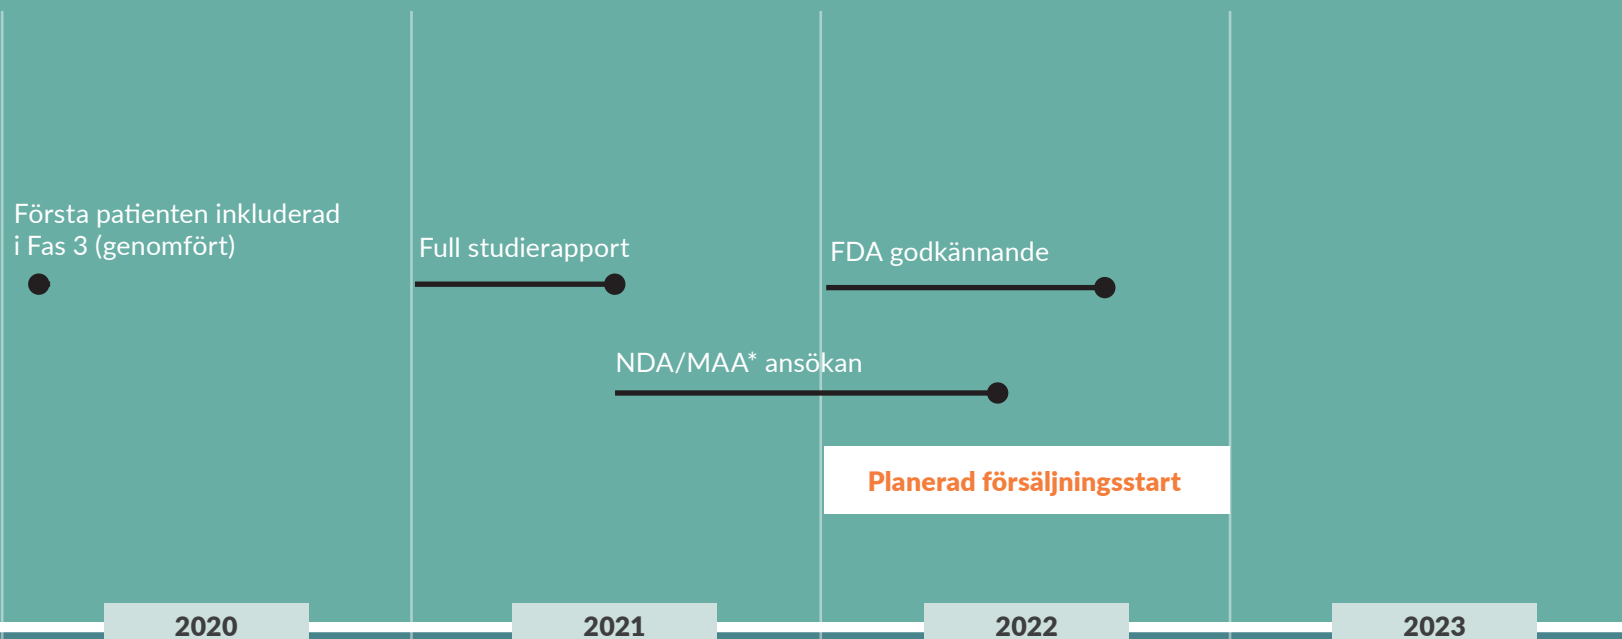 Första patienten inkluderad
i Fas 3 (genomfört)
Full studierapport
FDA godkännande
NDA/MAA* ansökan
Planerad försäljningsstart
2020
2021
2022
2023